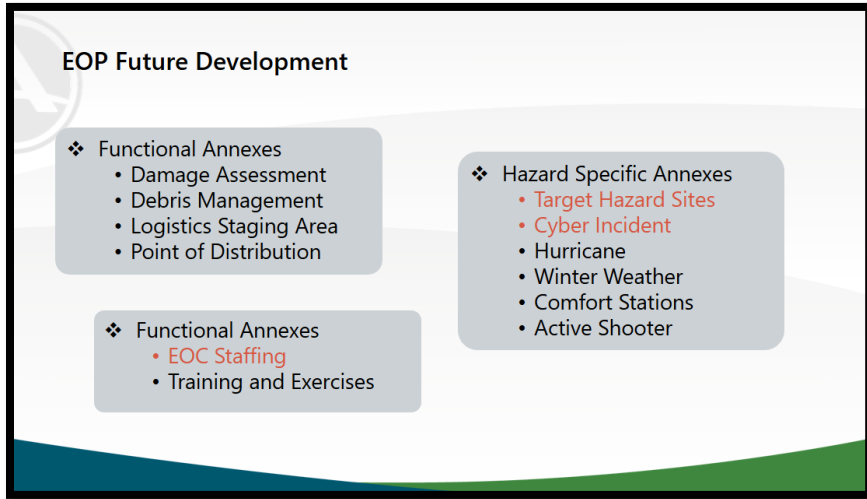 EOP Future Development
❖ Functional Annexes
• Damage Assessment
• Debris Management
• Logistics Staging Area
• Point of Distribution
❖ Functional Annexes
• EOC Staffing
• Training and Exercises
❖ Hazard Specific Annexes
• Target Hazard Sites
• Cyber Incident
• Hurricane
• Winter Weather
• Comfort Stations
• Active Shooter